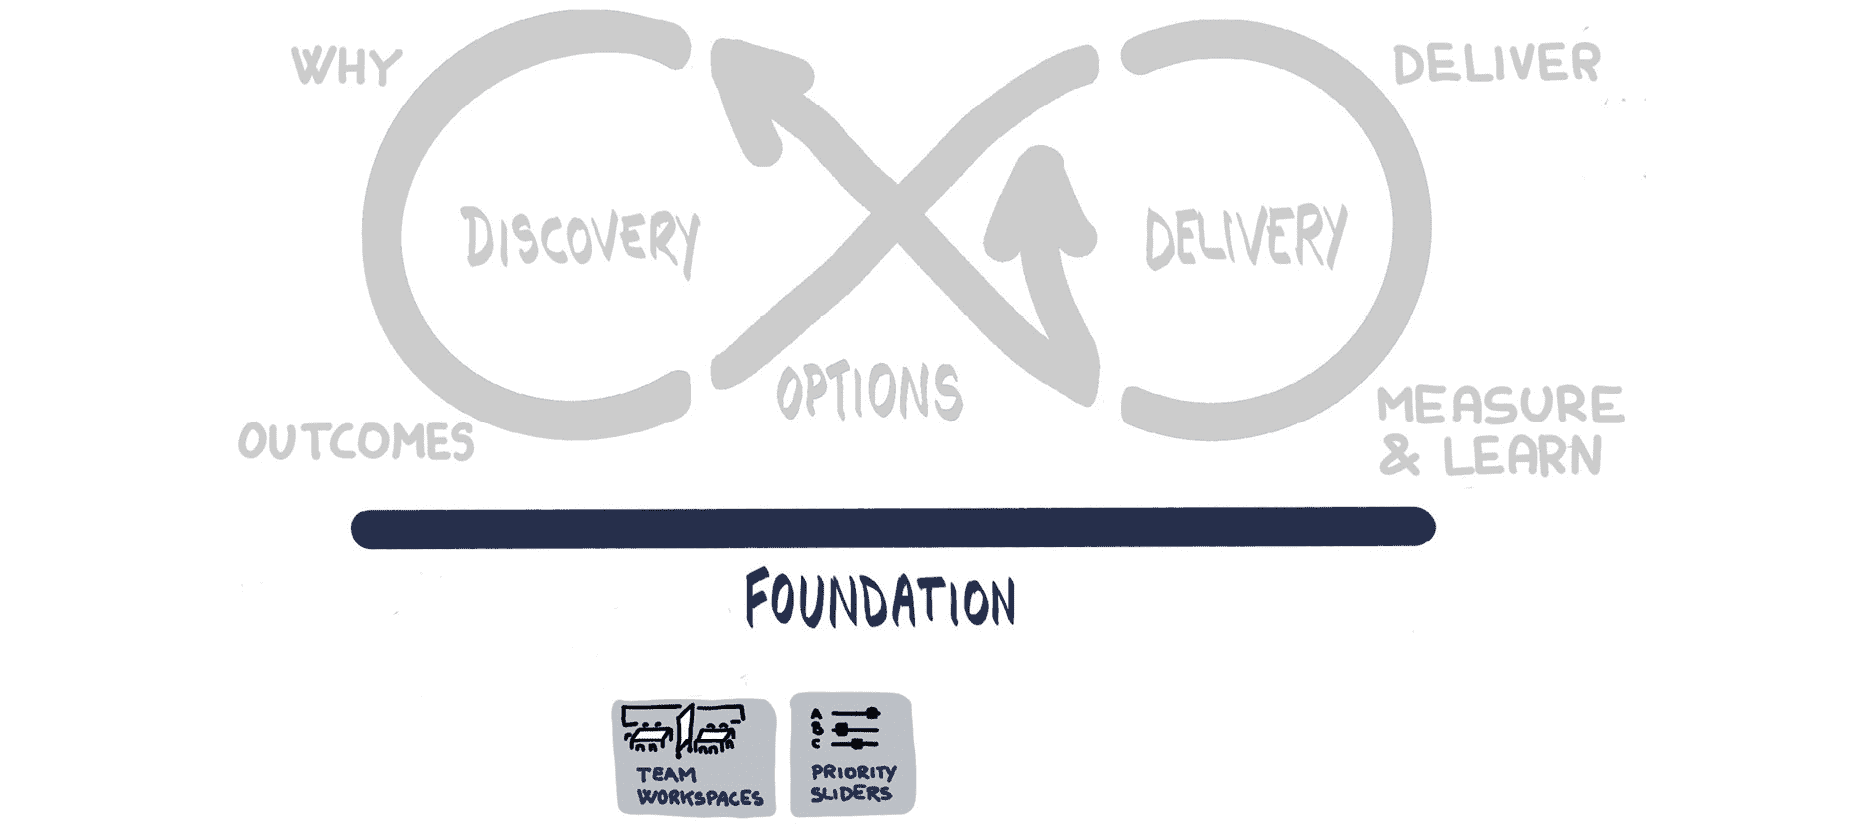 WHY
DELIVER
DISCOVERY
DELIVERY
OPTIONS
OUTCOMES
MEASURE
& LEARN
FOUNDATION
TEAM
WORKSPACES
A
B
C
PRIORITY
SLIDERS